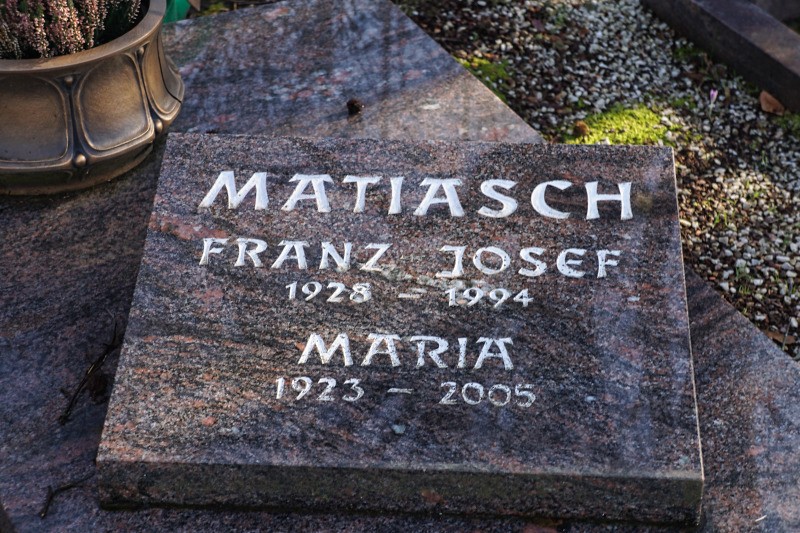 MATIASCH
FRANZ JOSEF
1928 – 1994
MARIA
1923 – 2005